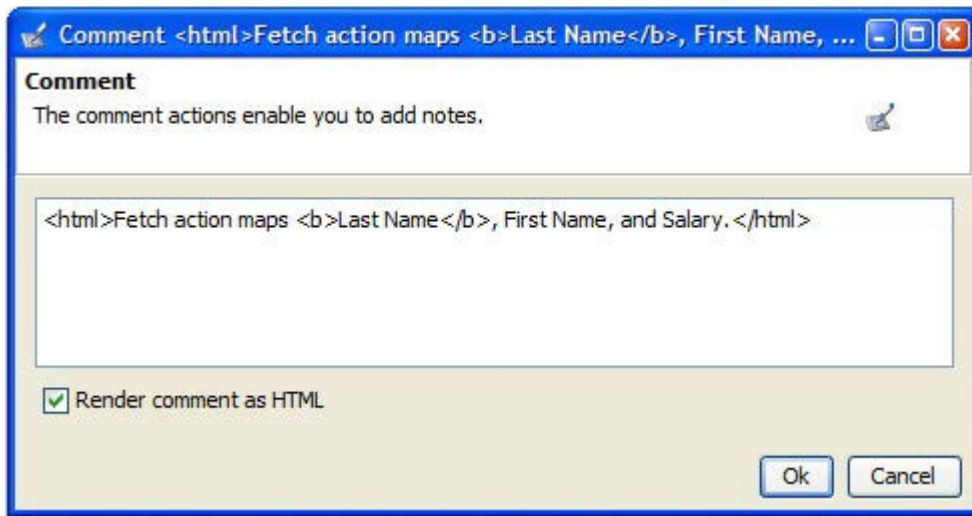 Comment <html>Fetch action maps <b>Last Name</b>, First Name, ...
Comment
The comment actions enable you to add notes.
<html>Fetch action maps <b>Last Name</b>, First Name, and Salary.</html>
Render comment as HTML
Ok Cancel